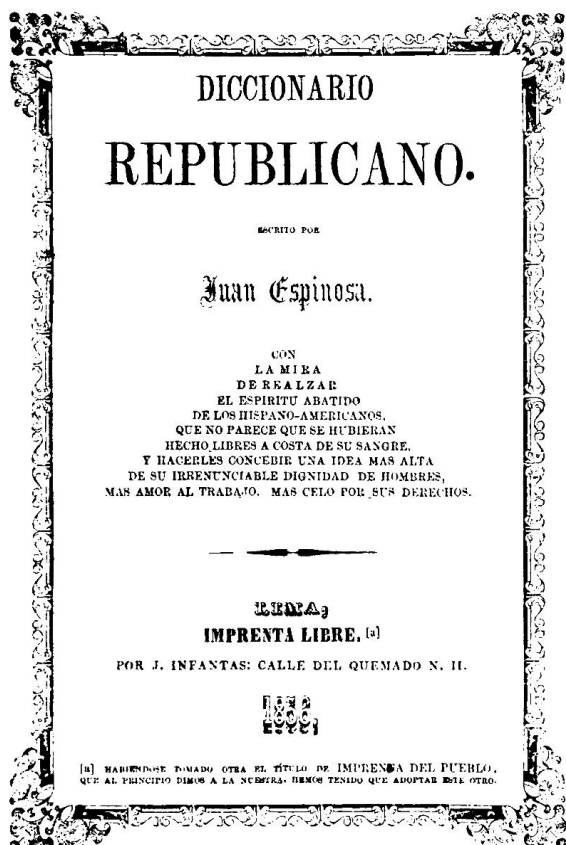 DICCIONARIO
REPUBLICANO.
ESCRITO POR
Juan Espinosa.
CON
LA MIRA
DE REALZAR
EL ESPIRITU ABATIDO
DE LOS HISPANO-AMERICANOS,
QUE NO PARECE QUE SE HUBIERAN
HECHO LIBRES A COSTA DE SU SANGRE,
Y HACERLES CONCEBIR UNA IDEA MAS ALTA
DE SU IRRENUNCIABLE DIGNIDAD DE HOMBRES,
MAS AMOR AL TRABAJO. MAS CELO POR SUS DERECHOS.
LIMA,
IMPRENTA LIBRE. [a]
POR J. INFANTAS: CALLE DEL QUEMADO N. II.
[a] HABIENDOSE TOMADO OTRA EL TÍTULO DE IMPRENTA DEL PUEBLO,
QUE AL PRINCIPIO DIMOS A LA NUESTRA, HEMOS TENIDO QUE ADOPTAR ESTE OTRO.